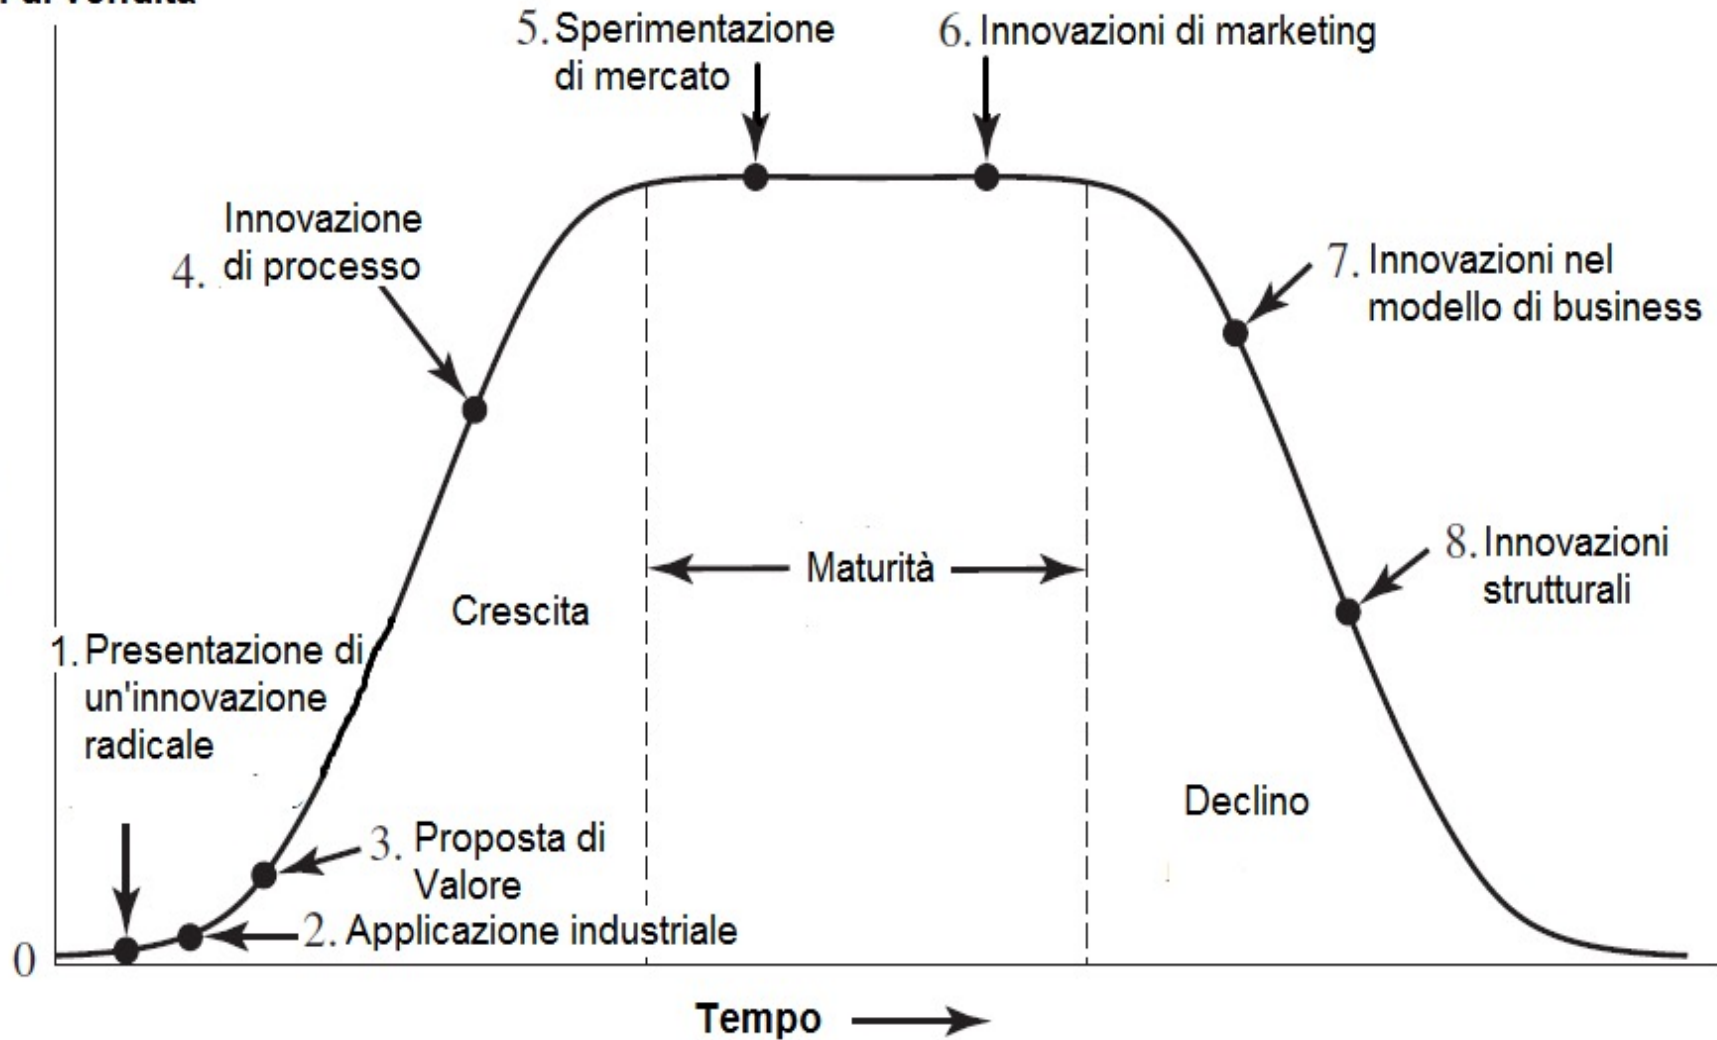 di vendita
5. Sperimentazione
di mercato
6. Innovazioni di marketing
Innovazione
4. di processo
7. Innovazioni nel
modello di business
Maturità
8. Innovazioni
strutturali
Crescita
1. Presentazione di
un'innovazione
radicale
Declino
3. Proposta di
Valore
2. Applicazione industriale
0
Tempo